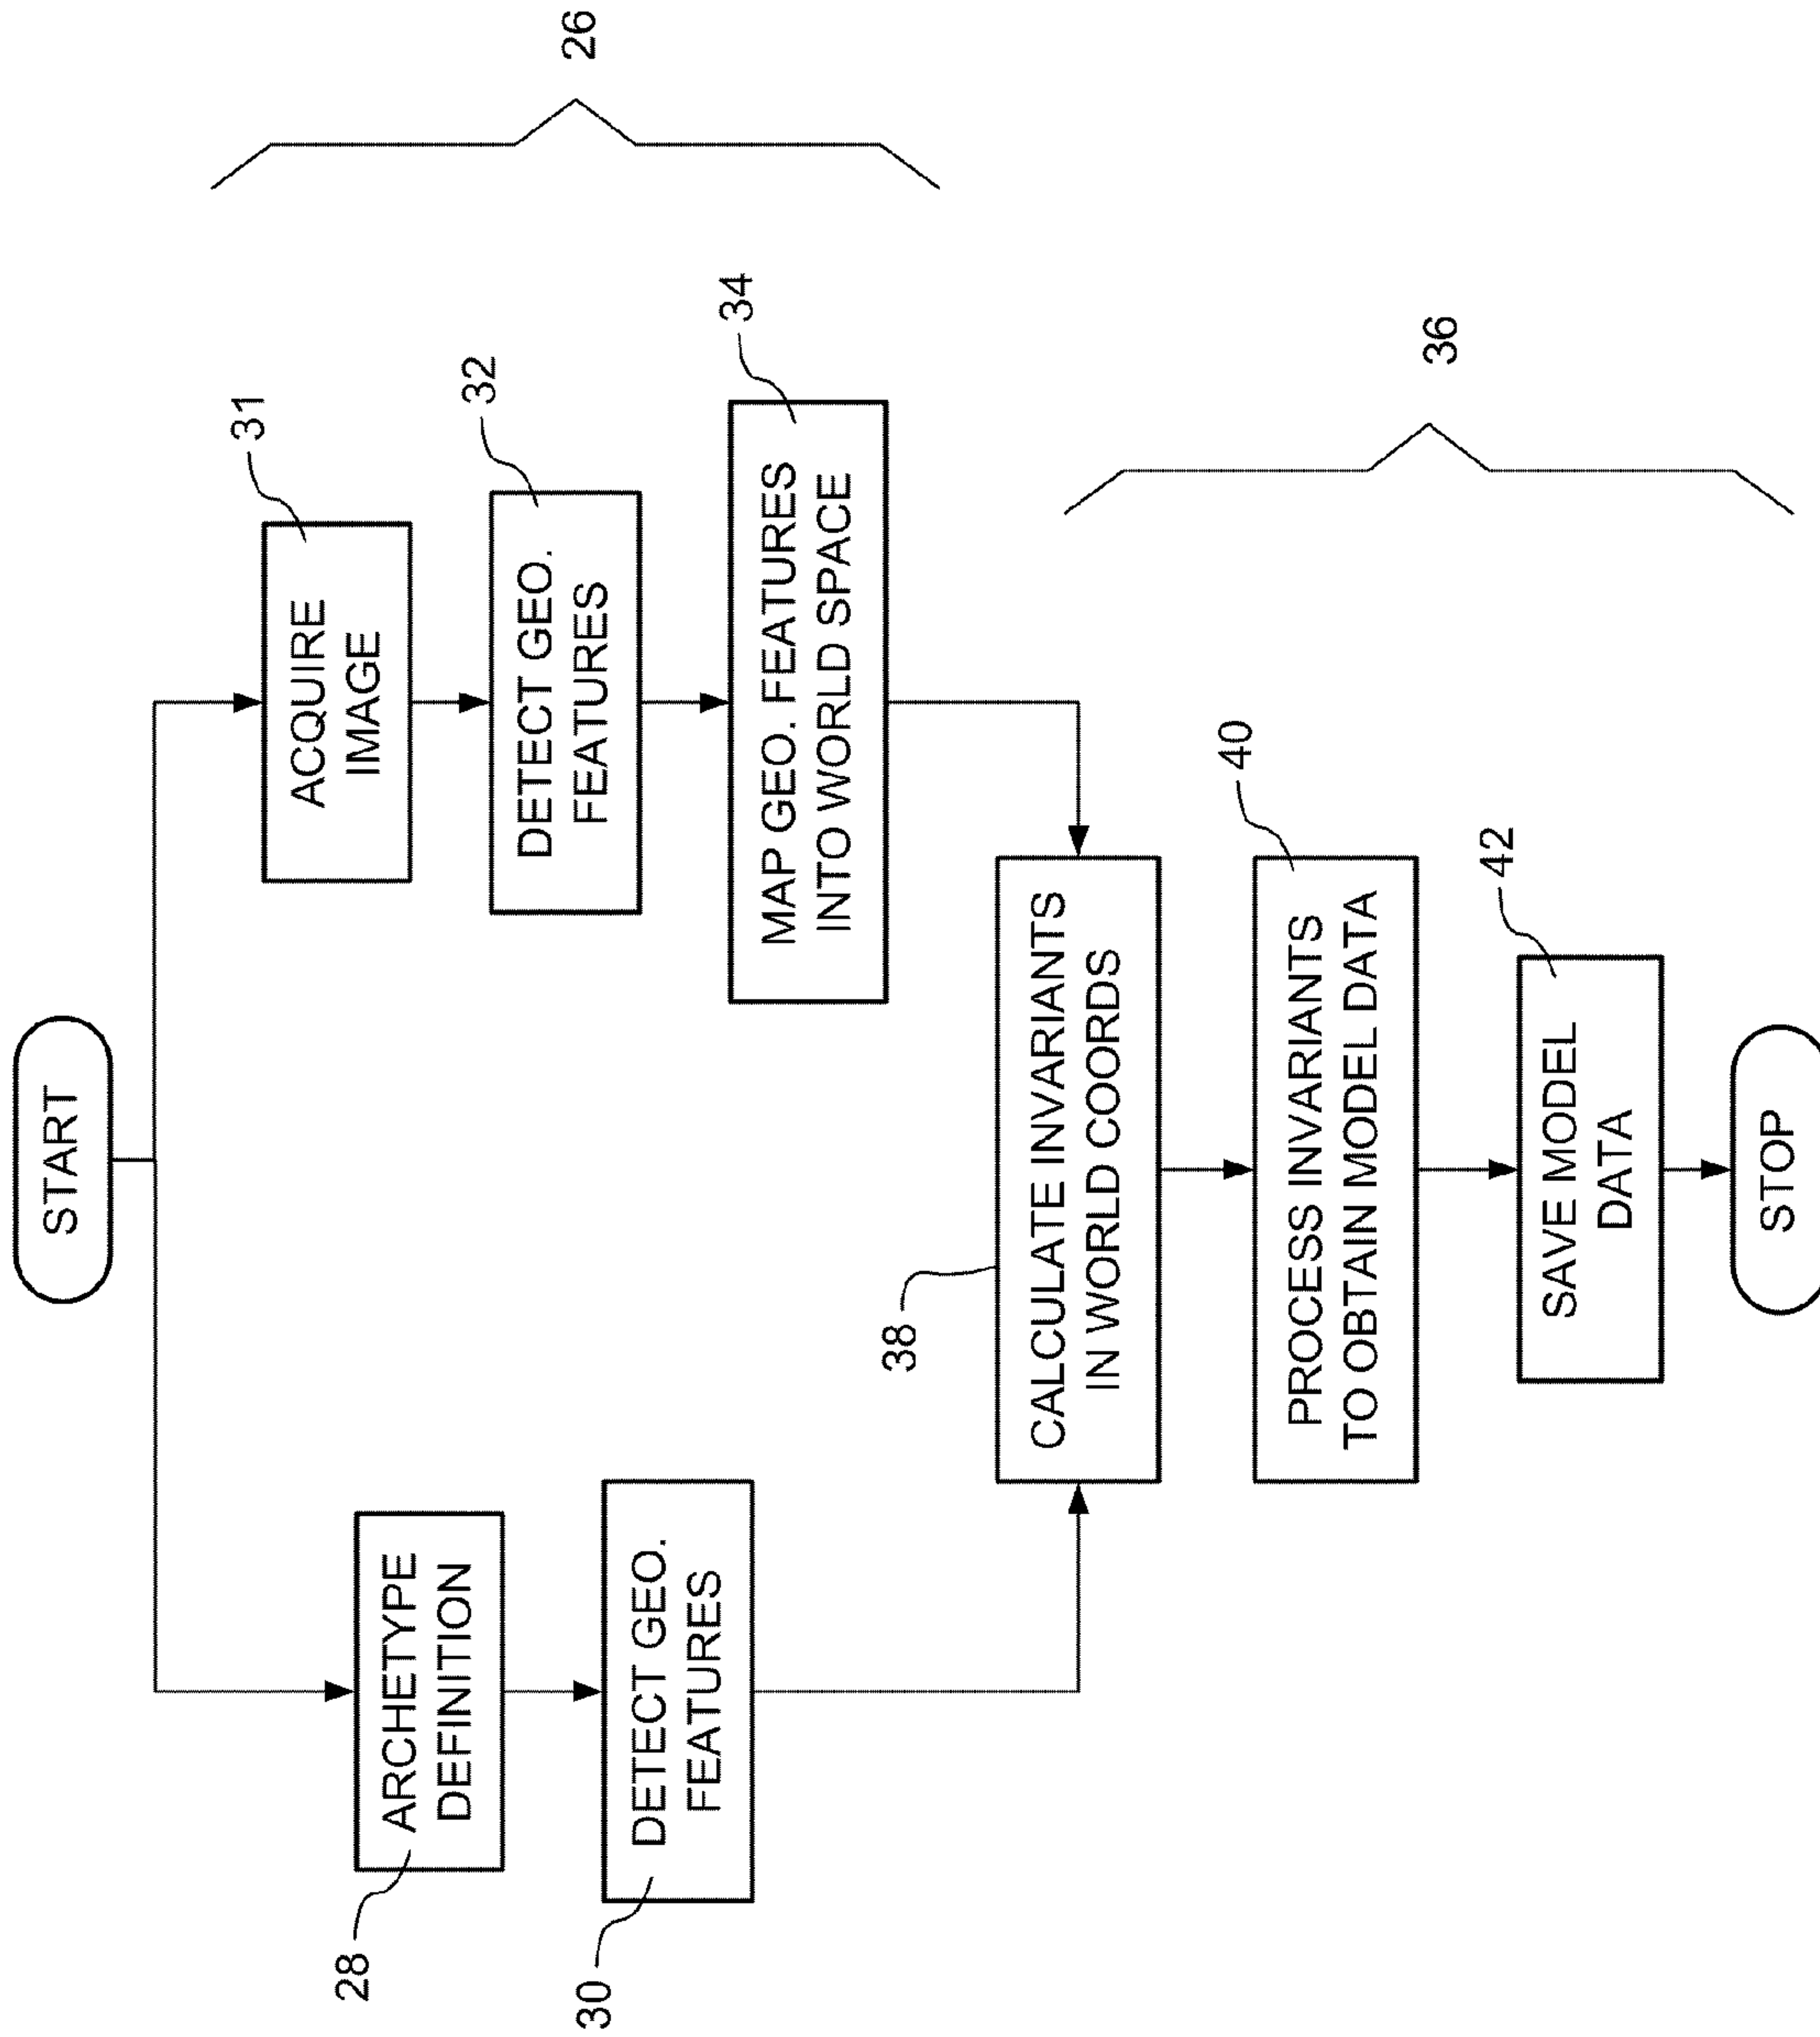 START
28
ARCHETYPE
DEFINITION
30
DETECT GEO.
FEATURES
31
ACQUIRE
IMAGE
32
DETECT GEO.
FEATURES
34
MAP GEO. FEATURES
INTO WORLD SPACE
26
38
CALCULATE INVARIANTS
IN WORLD COORDS
40
PROCESS INVARIANTS
TO OBTAIN MODEL DATA
42
SAVE MODEL
DATA
STOP
36